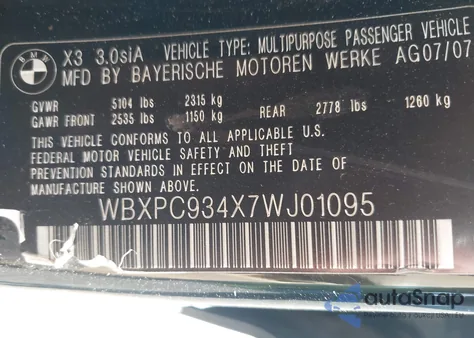 BMW
X3 3.0siA VEHICLE TYPE: MULTIPURPOSE PASSENGER VEHICLE
MFD BY BAYERISCHE MOTOREN WERKE AG07/07
GVWR 5104 lbs 2315 kg
GAWR FRONT 2535 lbs 1150 kg REAR 2778 lbs 1260 kg
THIS VEHICLE CONFORMS TO ALL APPLICABLE U.S.
FEDERAL MOTOR VEHICLE SAFETY AND THEFT
PREVENTION STANDARDS IN EFFECT ON THE
DATE OF MANUFACTURE SHOWN ABOVE.
WBXPC934X7WJ01095
autoSnap